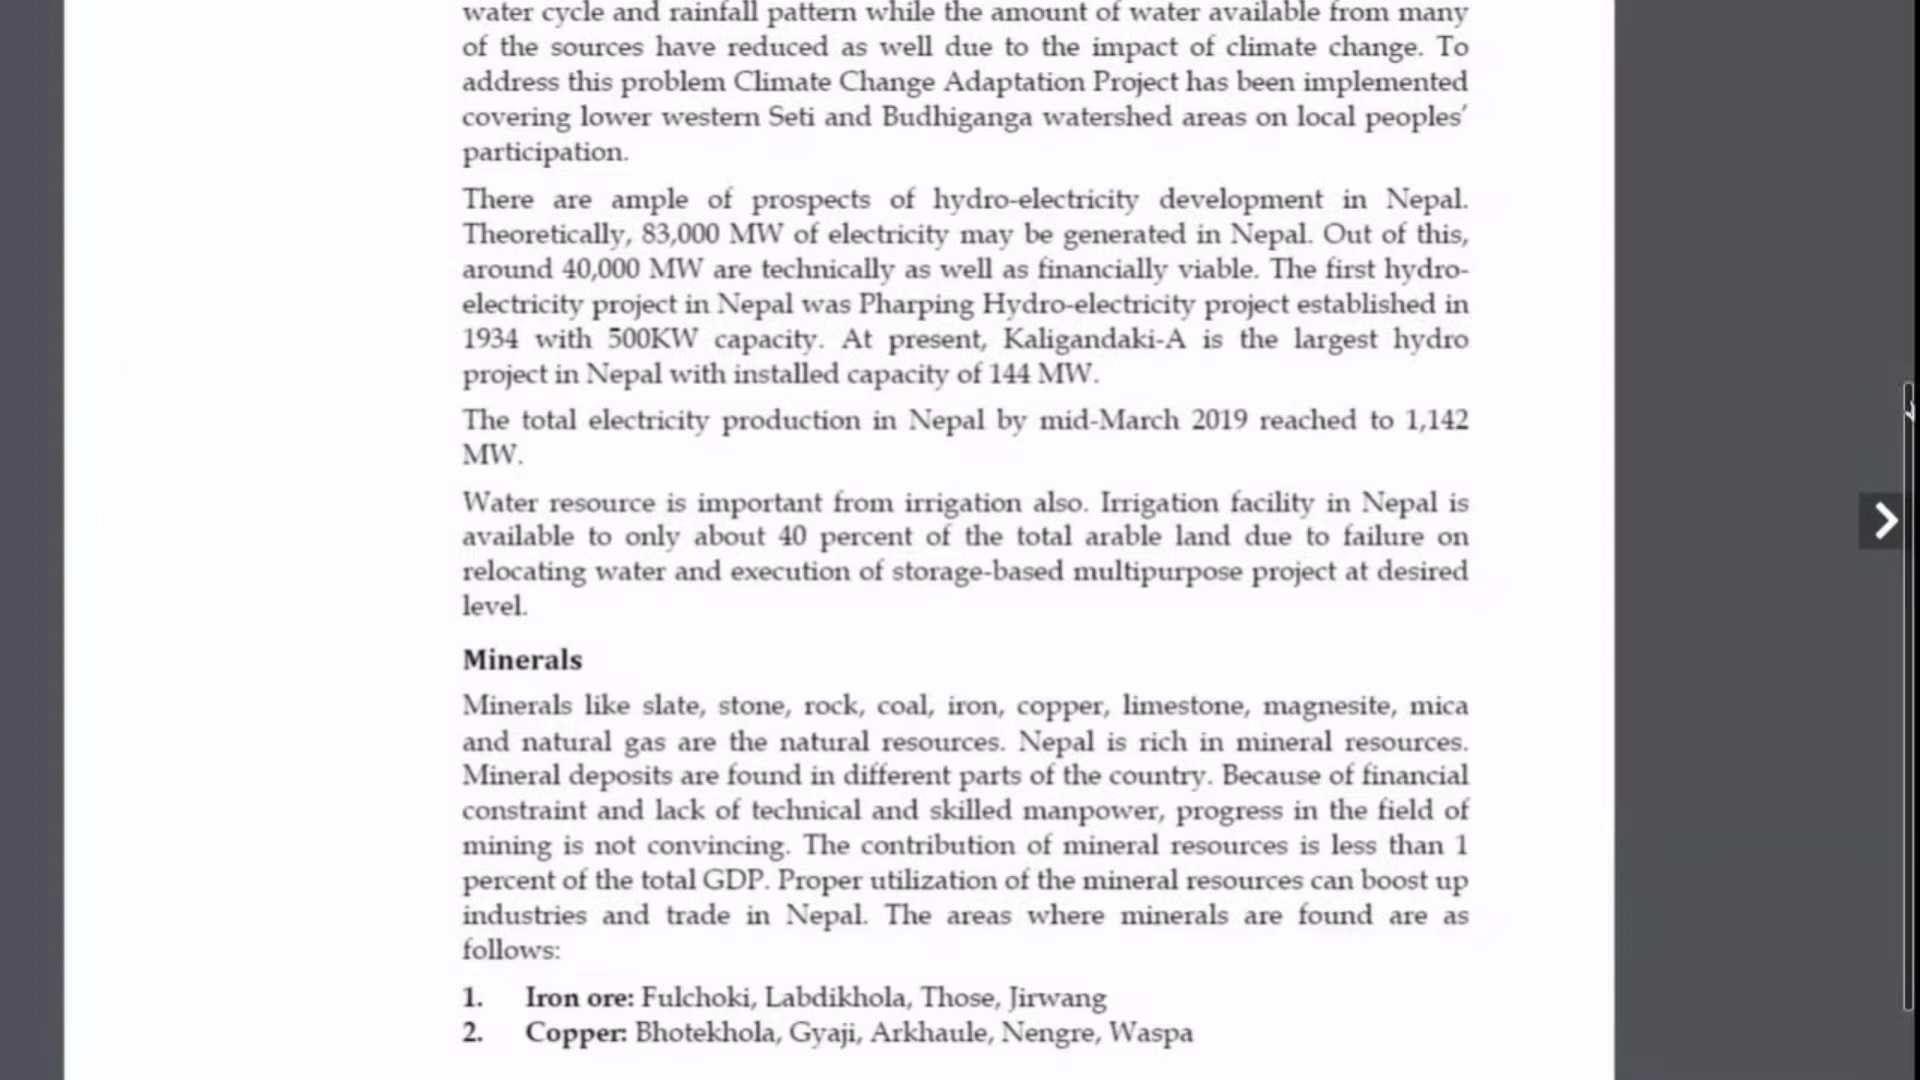 water cycle and rainfall pattern while the amount of water available from many
of the sources have reduced as well due to the impact of climate change. To
address this problem Climate Change Adaptation Project has been implemented
covering lower western Seti and Budhiganga watershed areas on local peoples'
participation.
There are ample of prospects of hydro-electricity development in Nepal.
Theoretically, 83,000 MW of electricity may be generated in Nepal. Out of this,
around 40,000 MW are technically as well as financially viable. The first hydro-
electricity project in Nepal was Pharping Hydro-electricity project established in
1934 with 500KW capacity. At present, Kaligandaki-A is the largest hydro
project in Nepal with installed capacity of 144 MW.
The total electricity production in Nepal by mid-March 2019 reached to 1,142
MW.
Water resource is important from irrigation also. Irrigation facility in Nepal is
available to only about 40 percent of the total arable land due to failure on
relocating water and execution of storage-based multipurpose project at desired
level.
Minerals
Minerals like slate, stone, rock, coal, iron, copper, limestone, magnesite, mica
and natural gas are the natural resources. Nepal is rich in mineral resources.
Mineral deposits are found in different parts of the country. Because of financial
constraint and lack of technical and skilled manpower, progress in the field of
mining is not convincing. The contribution of mineral resources is less than 1
percent of the total GDP. Proper utilization of the mineral resources can boost up
industries and trade in Nepal. The areas where minerals are found are as
follows:
1. Iron ore: Fulchoki, Labdikhola, Those, Jirwang
2. Copper: Bhotekhola, Gyaji, Arkhaule, Nengre, Waspa